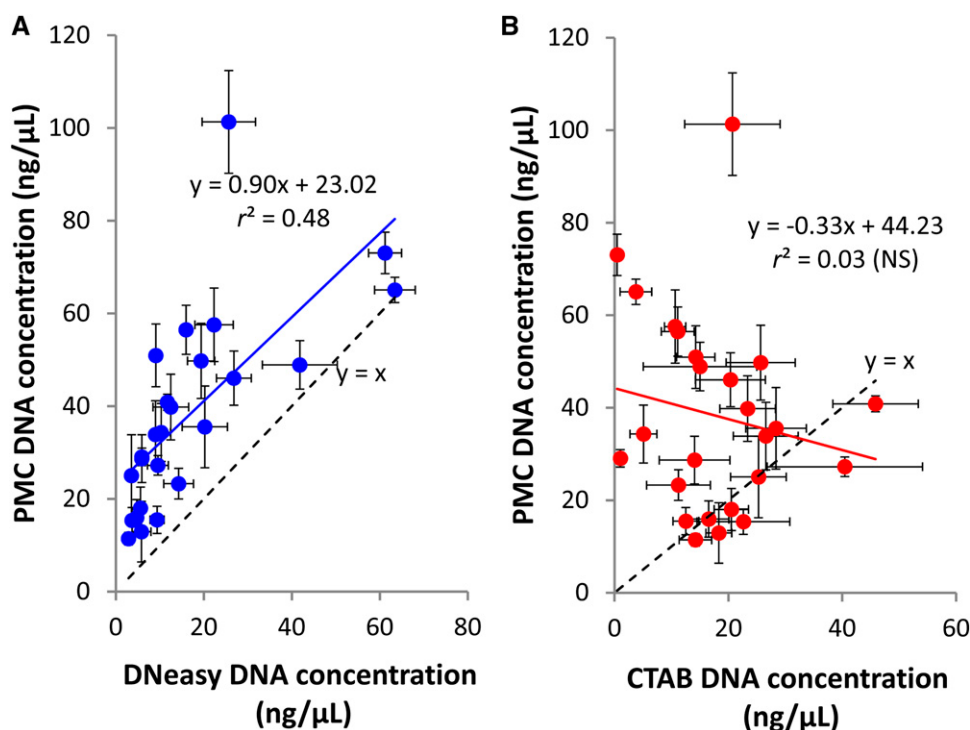 A
120
100
80
60
40
20
0
PMC DNA concentration (ng/µL)
y = 0.90x + 23.02
r² = 0.48
y = x
0 20 40 60 80
DNeasy DNA concentration
(ng/µL)
B
120
100
80
60
40
20
0
PMC DNA concentration (ng/µL)
y = -0.33x + 44.23
r² = 0.03 (NS)
y = x
0 20 40 60
CTAB DNA concentration
(ng/µL)